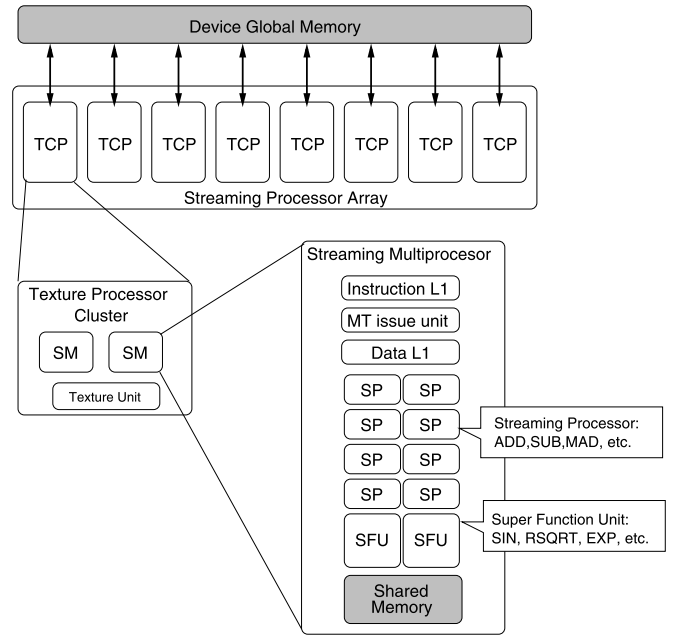 Device Global Memory
TCP TCP TCP TCP TCP TCP TCP TCP
Streaming Processor Array
Texture Processor
Cluster
SM SM
Texture Unit
Streaming Multiprocesor
Instruction L1
MT issue unit
Data L1
SP SP
SP SP
SP SP
SP SP
SFU SFU
Shared
Memory
Streaming Processor:
ADD,SUB,MAD, etc.
Super Function Unit:
SIN, RSQRT, EXP, etc.